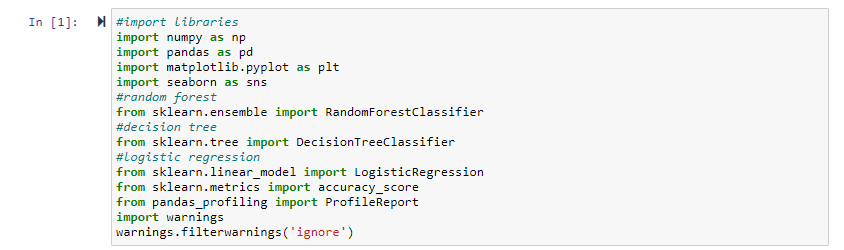 In [1]:
#import libraries
import numpy as np
import pandas as pd
import matplotlib.pyplot as plt
import seaborn as sns
#random forest
from sklearn.ensemble import RandomForestClassifier
#decision tree
from sklearn.tree import DecisionTreeClassifier
#logistic regression
from sklearn.linear_model import LogisticRegression
from sklearn.metrics import accuracy_score
from pandas_profiling import ProfileReport
import warnings
warnings.filterwarnings('ignore')